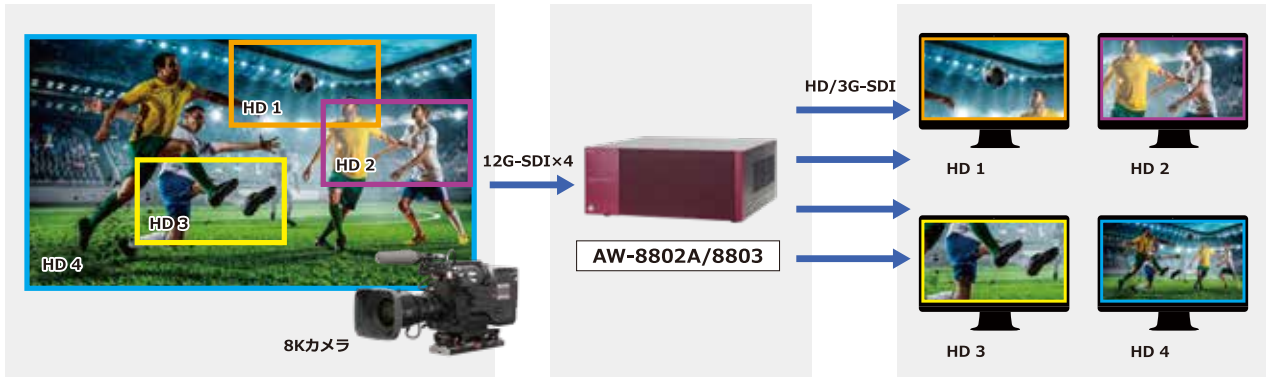 HD 1
HD 2
HD 3
HD 4
8Kカメラ
12G-SDI×4
AW-8802A/8803
HD/3G-SDI
HD 1
HD 2
HD 3
HD 4